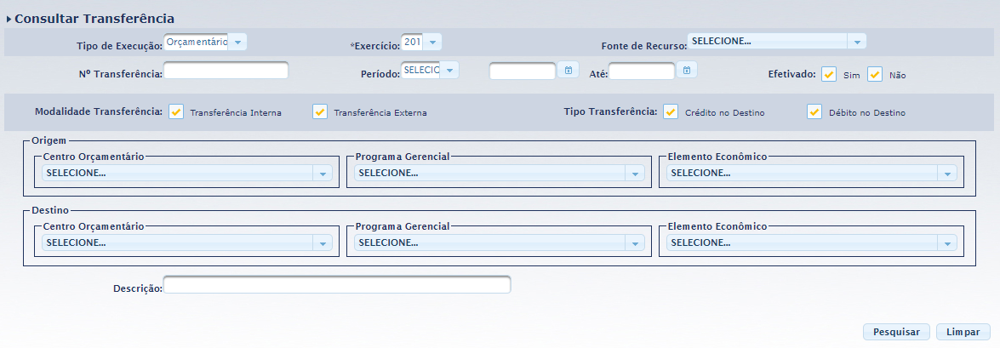 Consultar Transferência
Tipo de Execução: Orçamentário *Exercício: 201 Fonte de Recurso: SELECIONE...
Nº Transferência: Período: SELEC Até: Efetivado: Sim Não
Modalidade Transferência: Transferência Interna Transferência Externa Tipo Transferência: Crédito no Destino Débito no Destino
Origem
Centro Orçamentário Programa Gerencial Elemento Econômico
SELECIONE... SELECIONE... SELECIONE...
Destino
Centro Orçamentário Programa Gerencial Elemento Econômico
SELECIONE... SELECIONE... SELECIONE...
Descrição:
Pesquisar Limpar